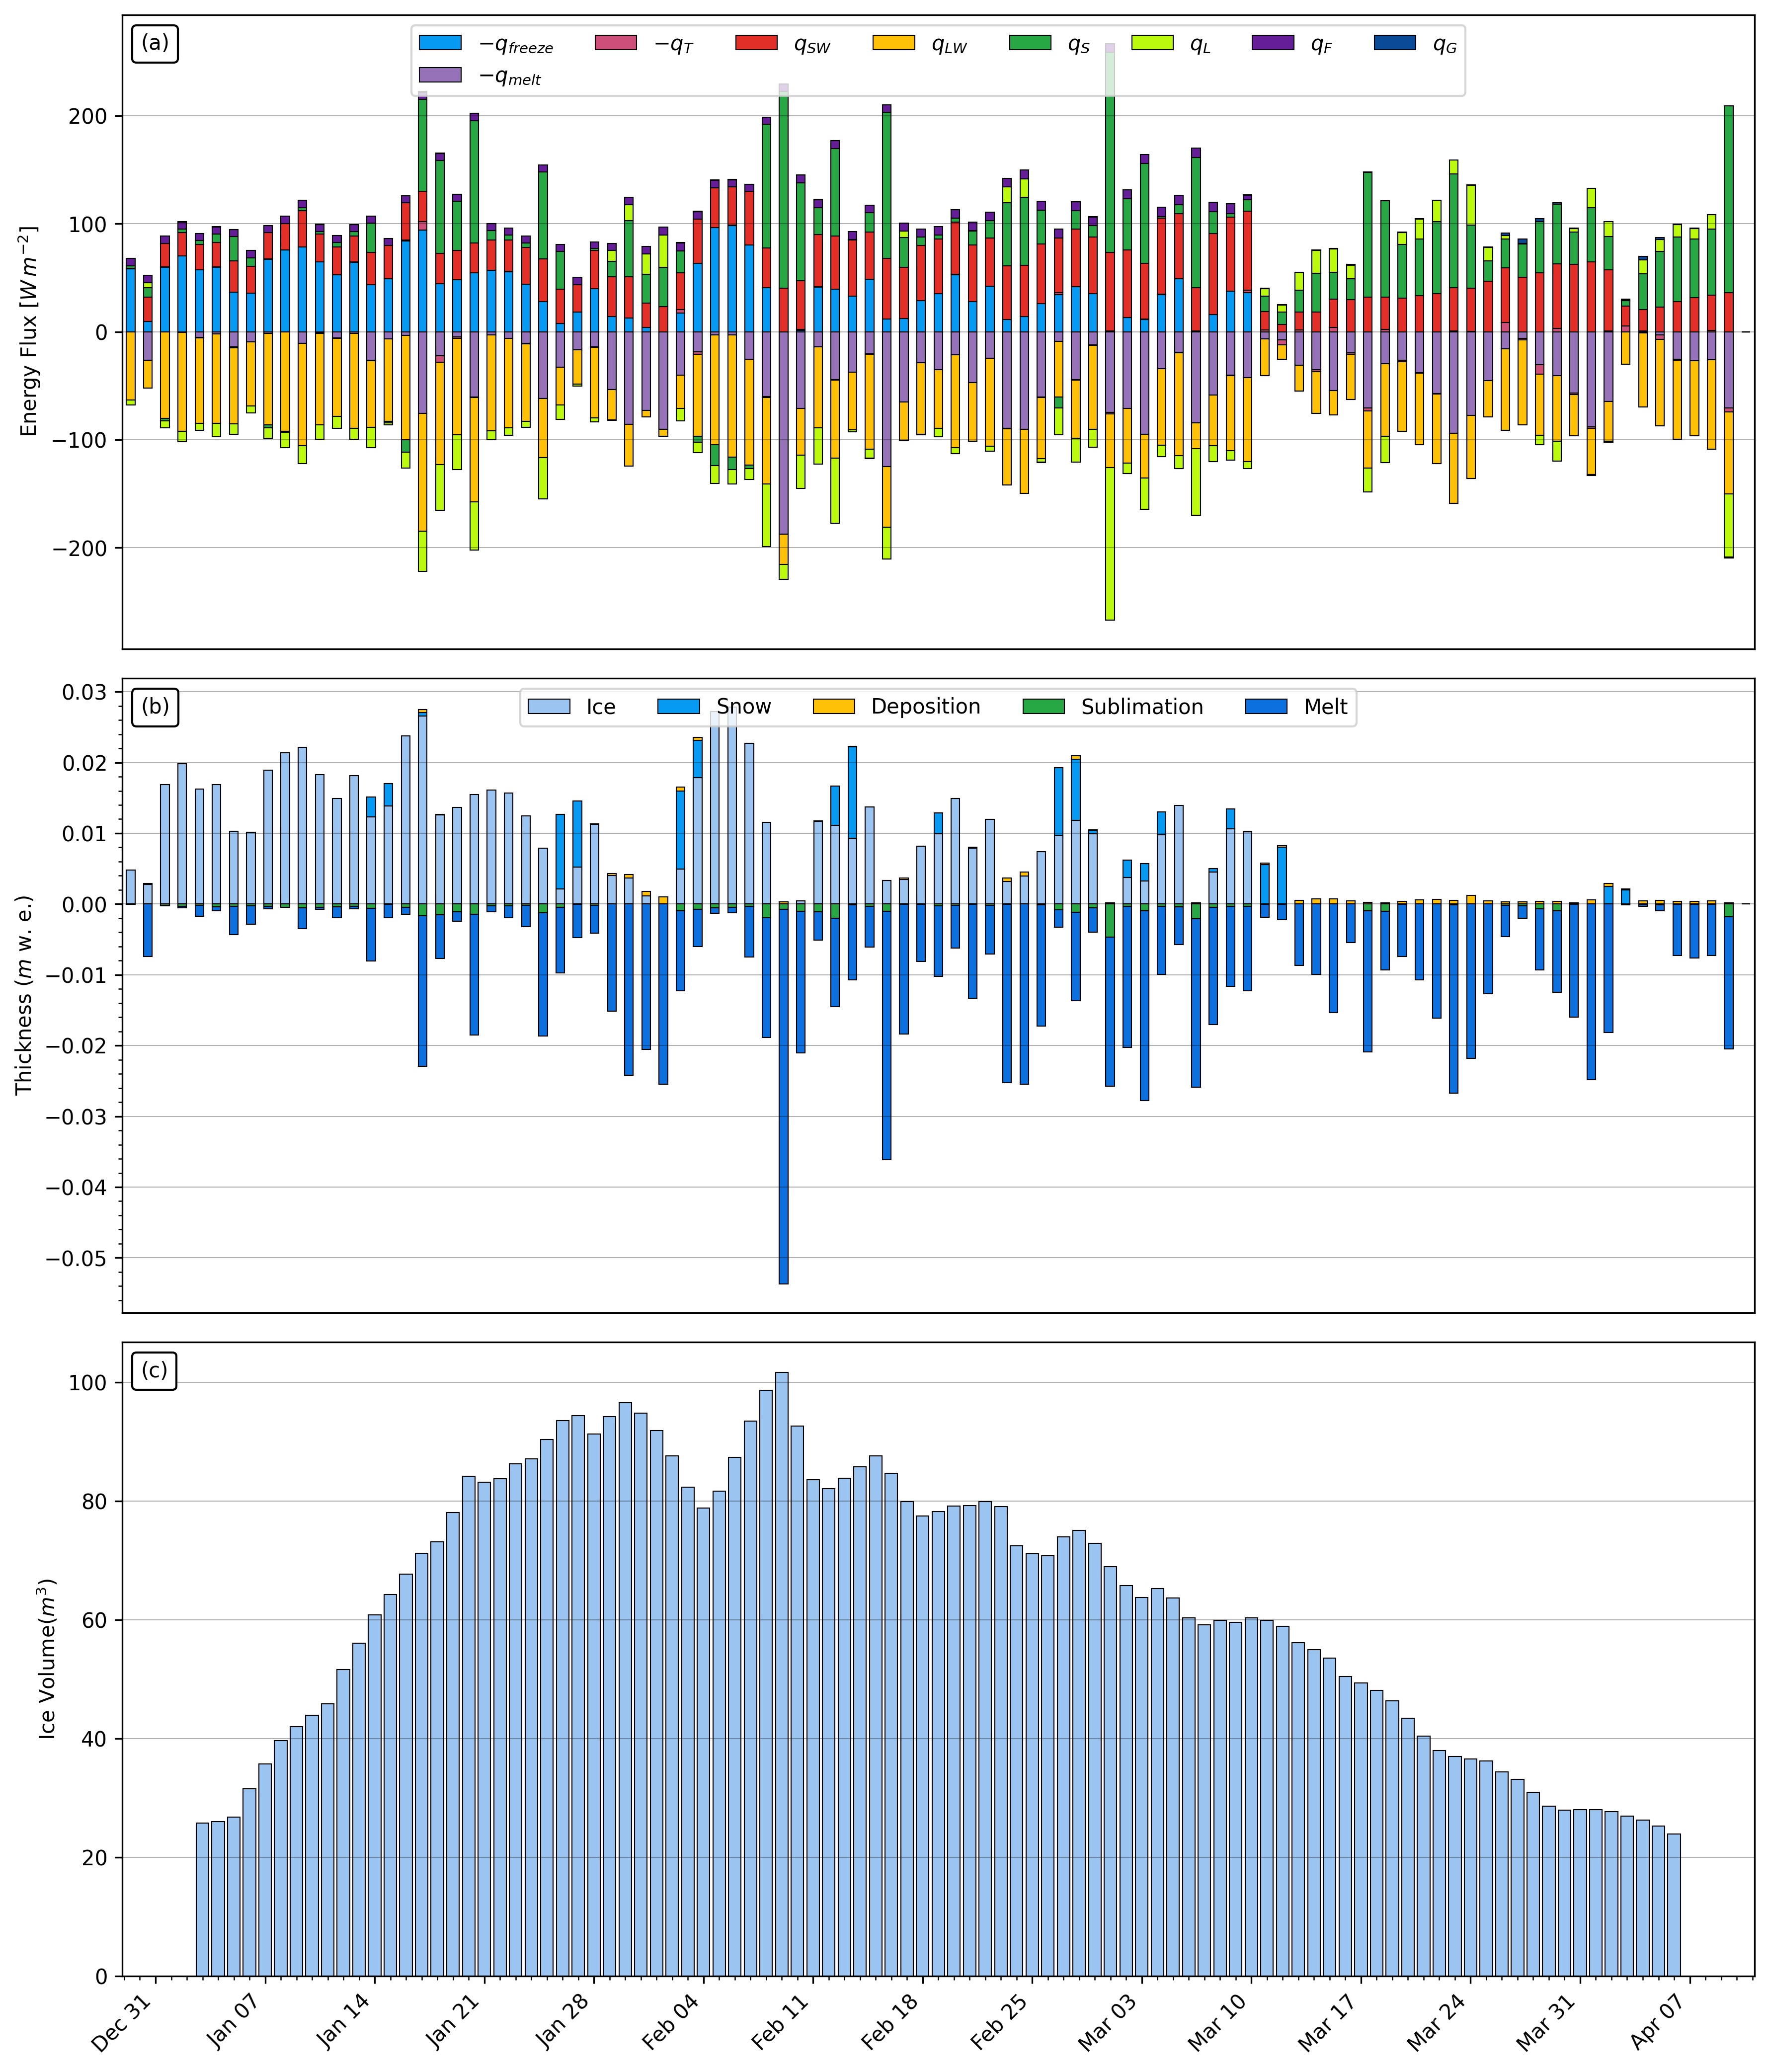 (a)
−q_freeze −q_T q_SW q_LW q_S q_L q_F q_G
−q_melt
Energy Flux [W m⁻²]
200
100
0
−100
−200
(b)
Ice Snow Deposition Sublimation Melt
Thickness (m w. e.)
0.03
0.02
0.01
0.00
−0.01
−0.02
−0.03
−0.04
−0.05
(c)
Ice Volume(m³)
100
80
60
40
20
0
Dec 31 Jan 07 Jan 14 Jan 21 Jan 28 Feb 04 Feb 11 Feb 18 Feb 25 Mar 03 Mar 10 Mar 17 Mar 24 Mar 31 Apr 07